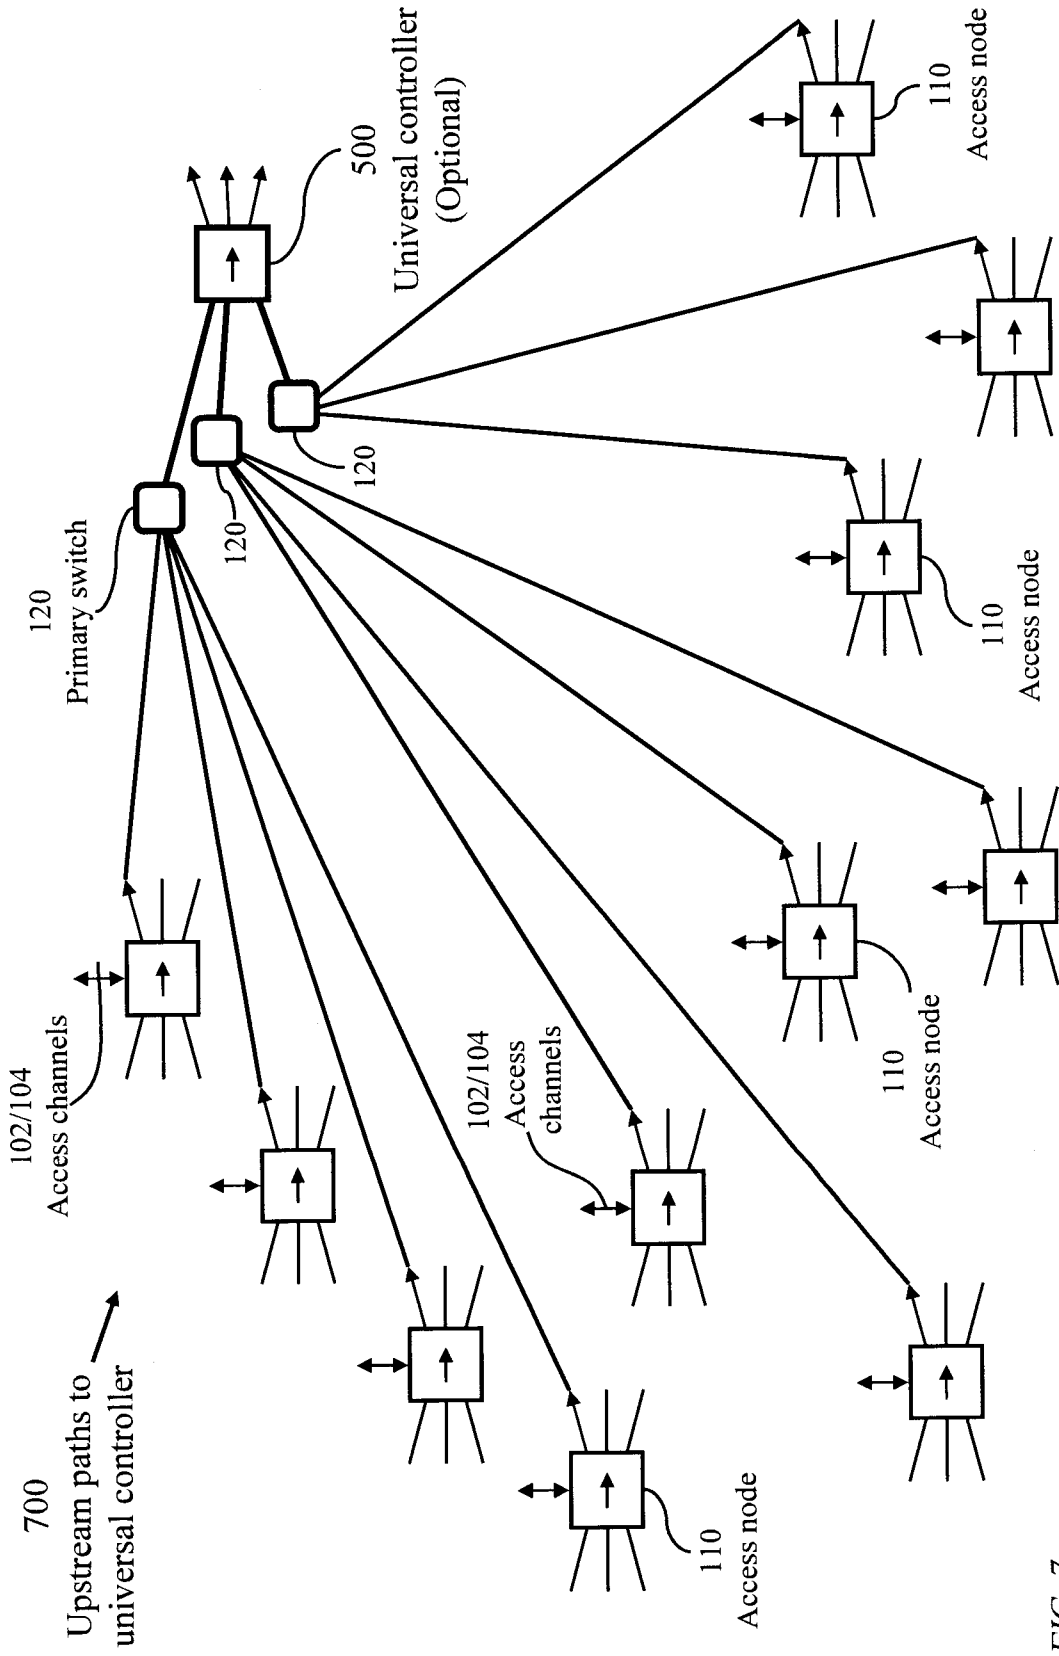 700
Upstream paths to
universal controller
102/104
Access channels
120
Primary switch
120
120
500
Universal controller
(Optional)
102/104
Access
channels
110
Access node
110
Access node
110
Access node
110
Access node
FIG. 7